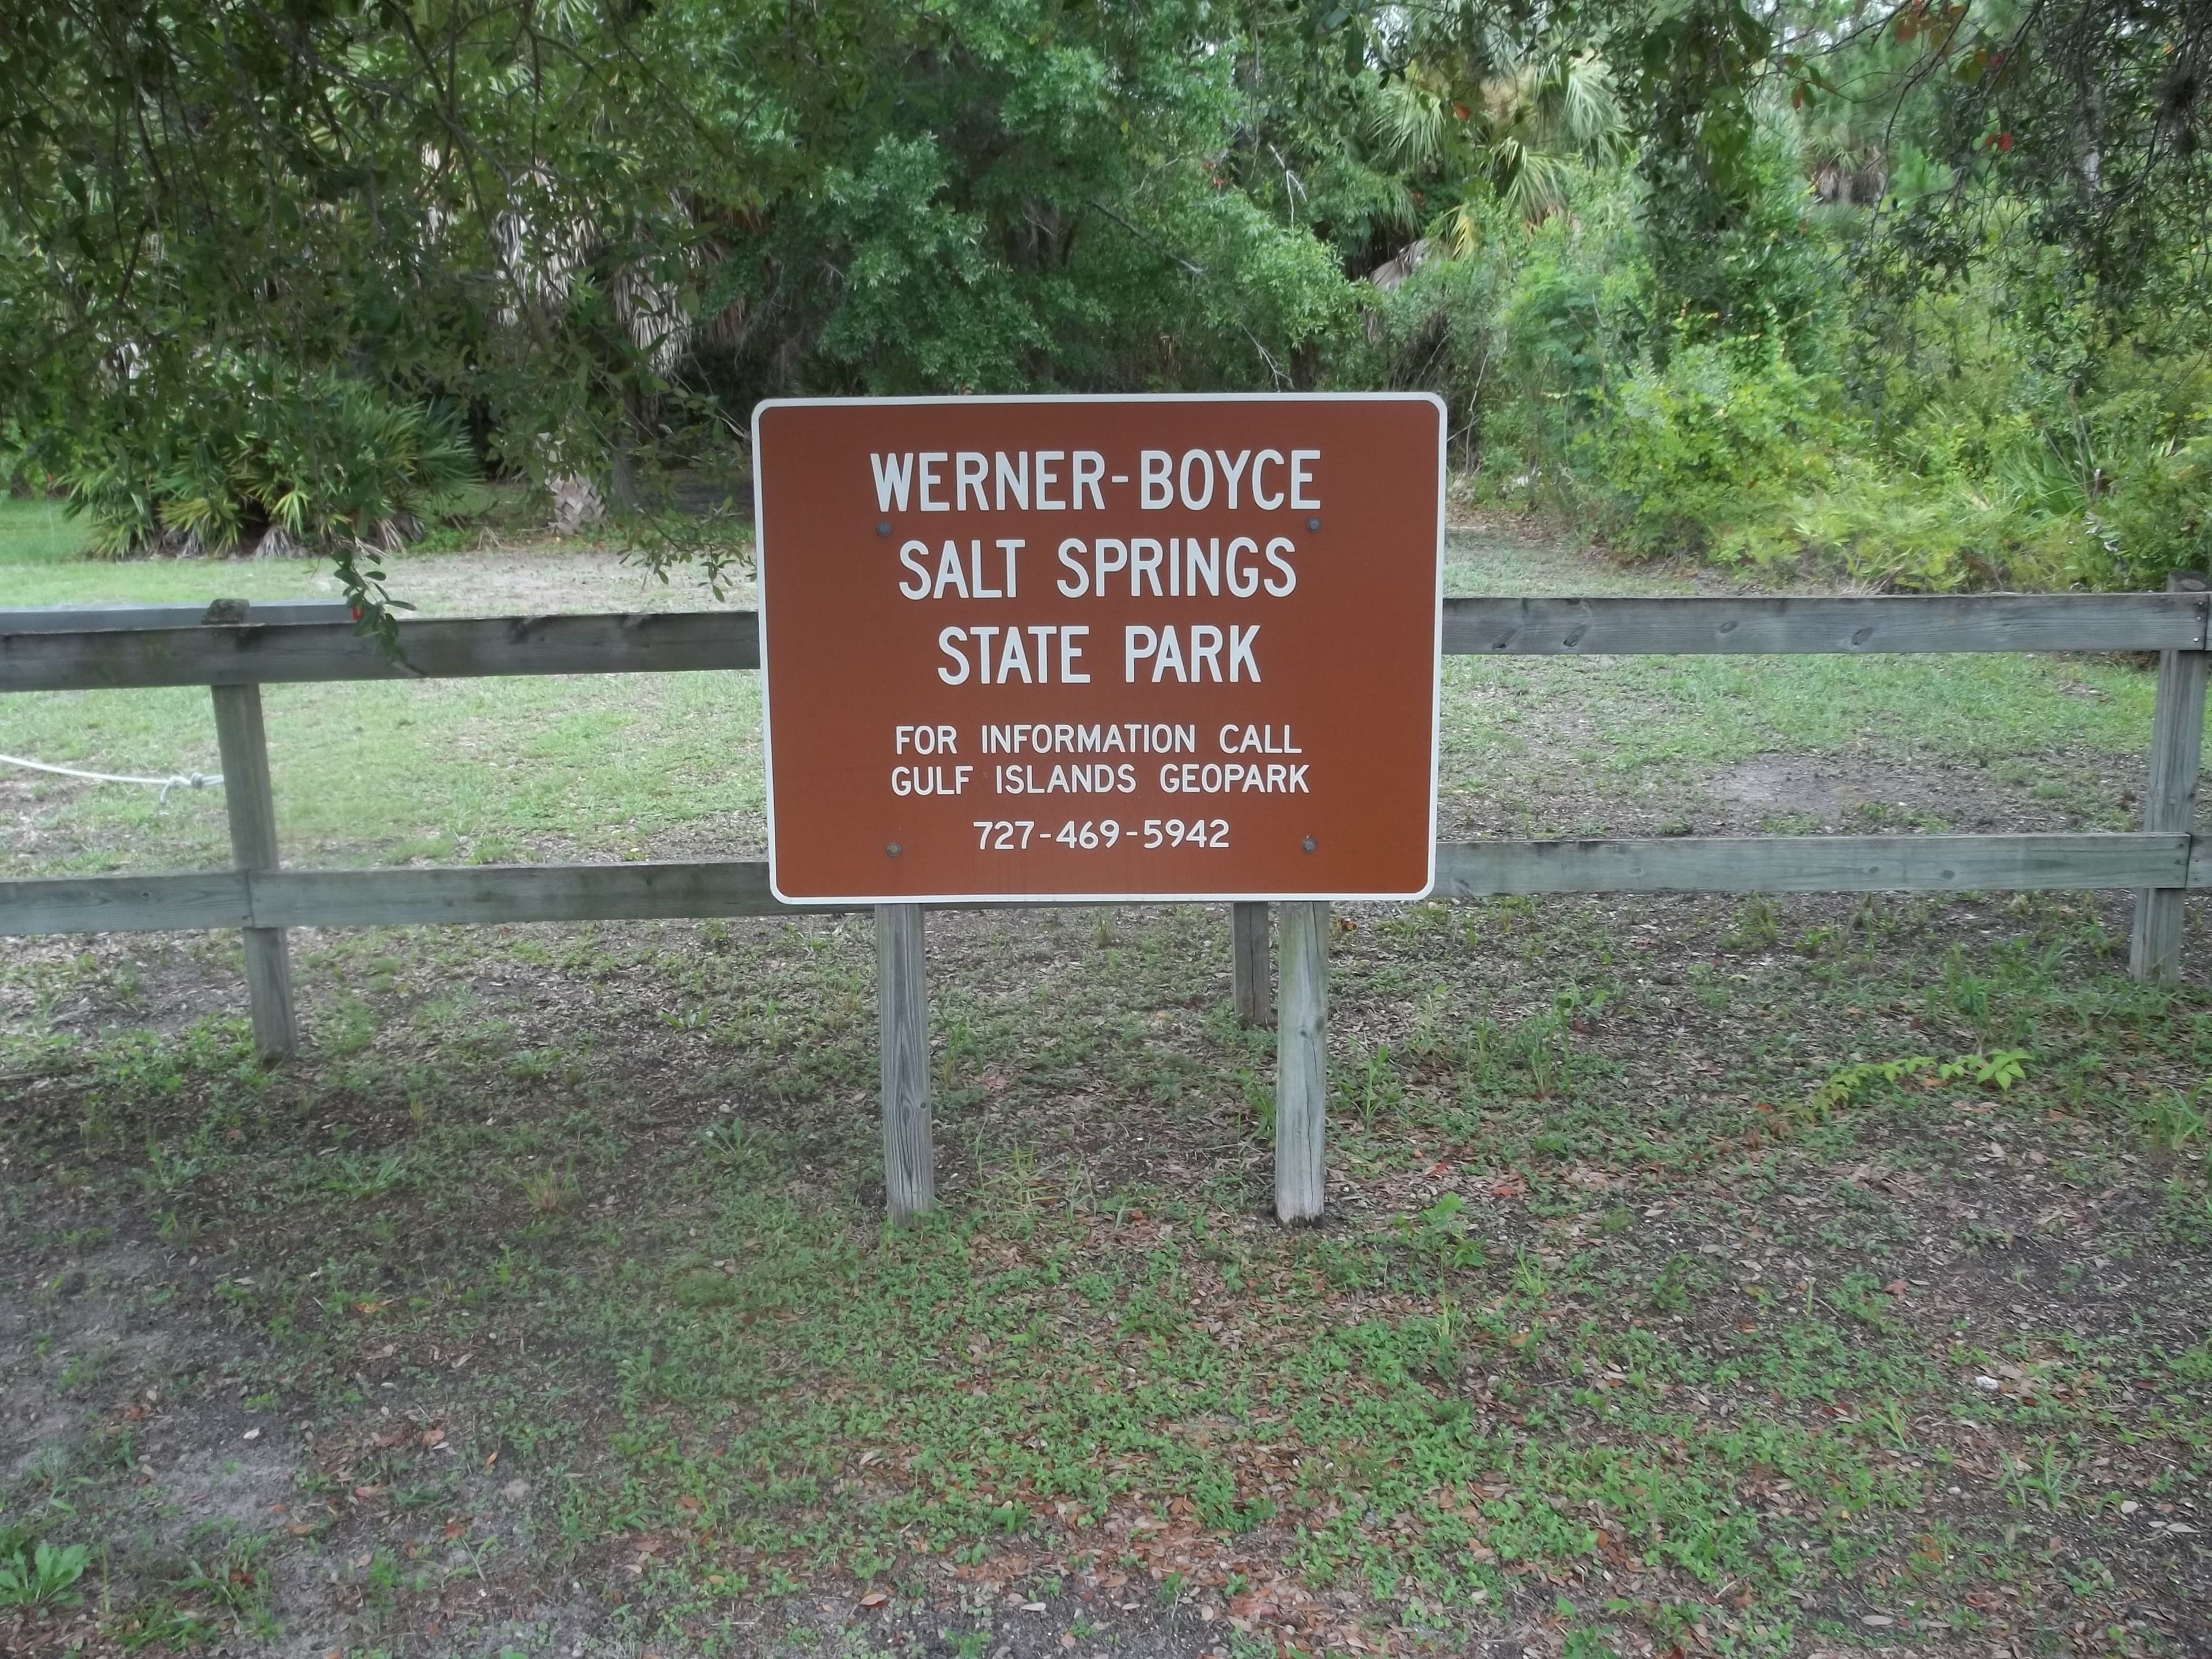 WERNER-BOYCE
SALT SPRINGS
STATE PARK
FOR INFORMATION CALL
GULF ISLANDS GEOPARK
727-469-5942